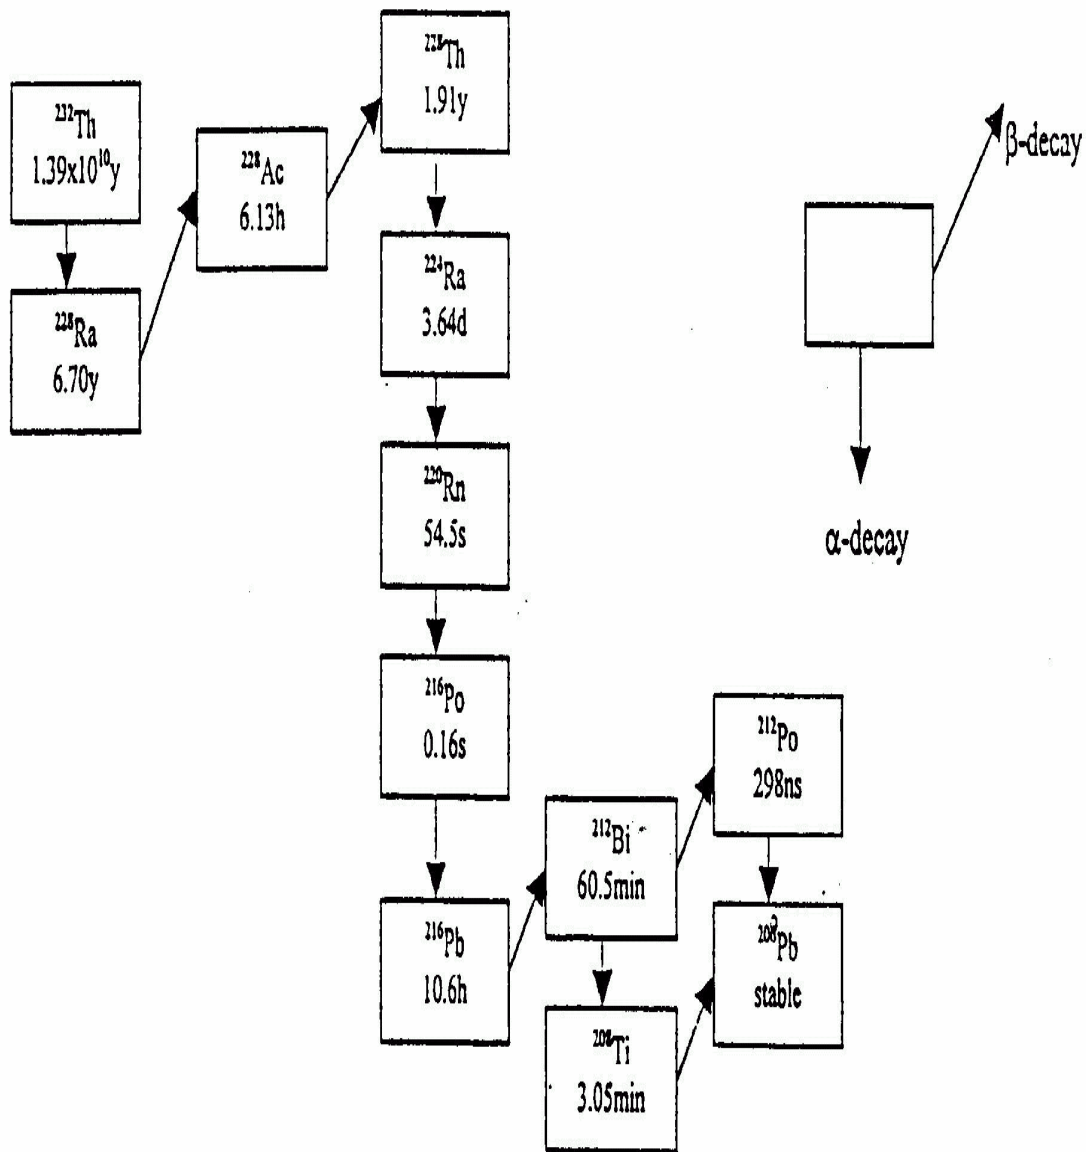 ²³²Th
1.39x10¹⁰y
²²⁸Ra
6.70y
²²⁸Ac
6.13h
²²⁸Th
1.91y
²²⁴Ra
3.64d
²²⁰Rn
54.5s
²¹⁶Po
0.16s
²¹⁶Pb
10.6h
²¹²Bi
60.5min
²⁰⁸Ti
3.05min
²¹²Po
298ns
²⁰⁸Pb
stable
β-decay
α-decay